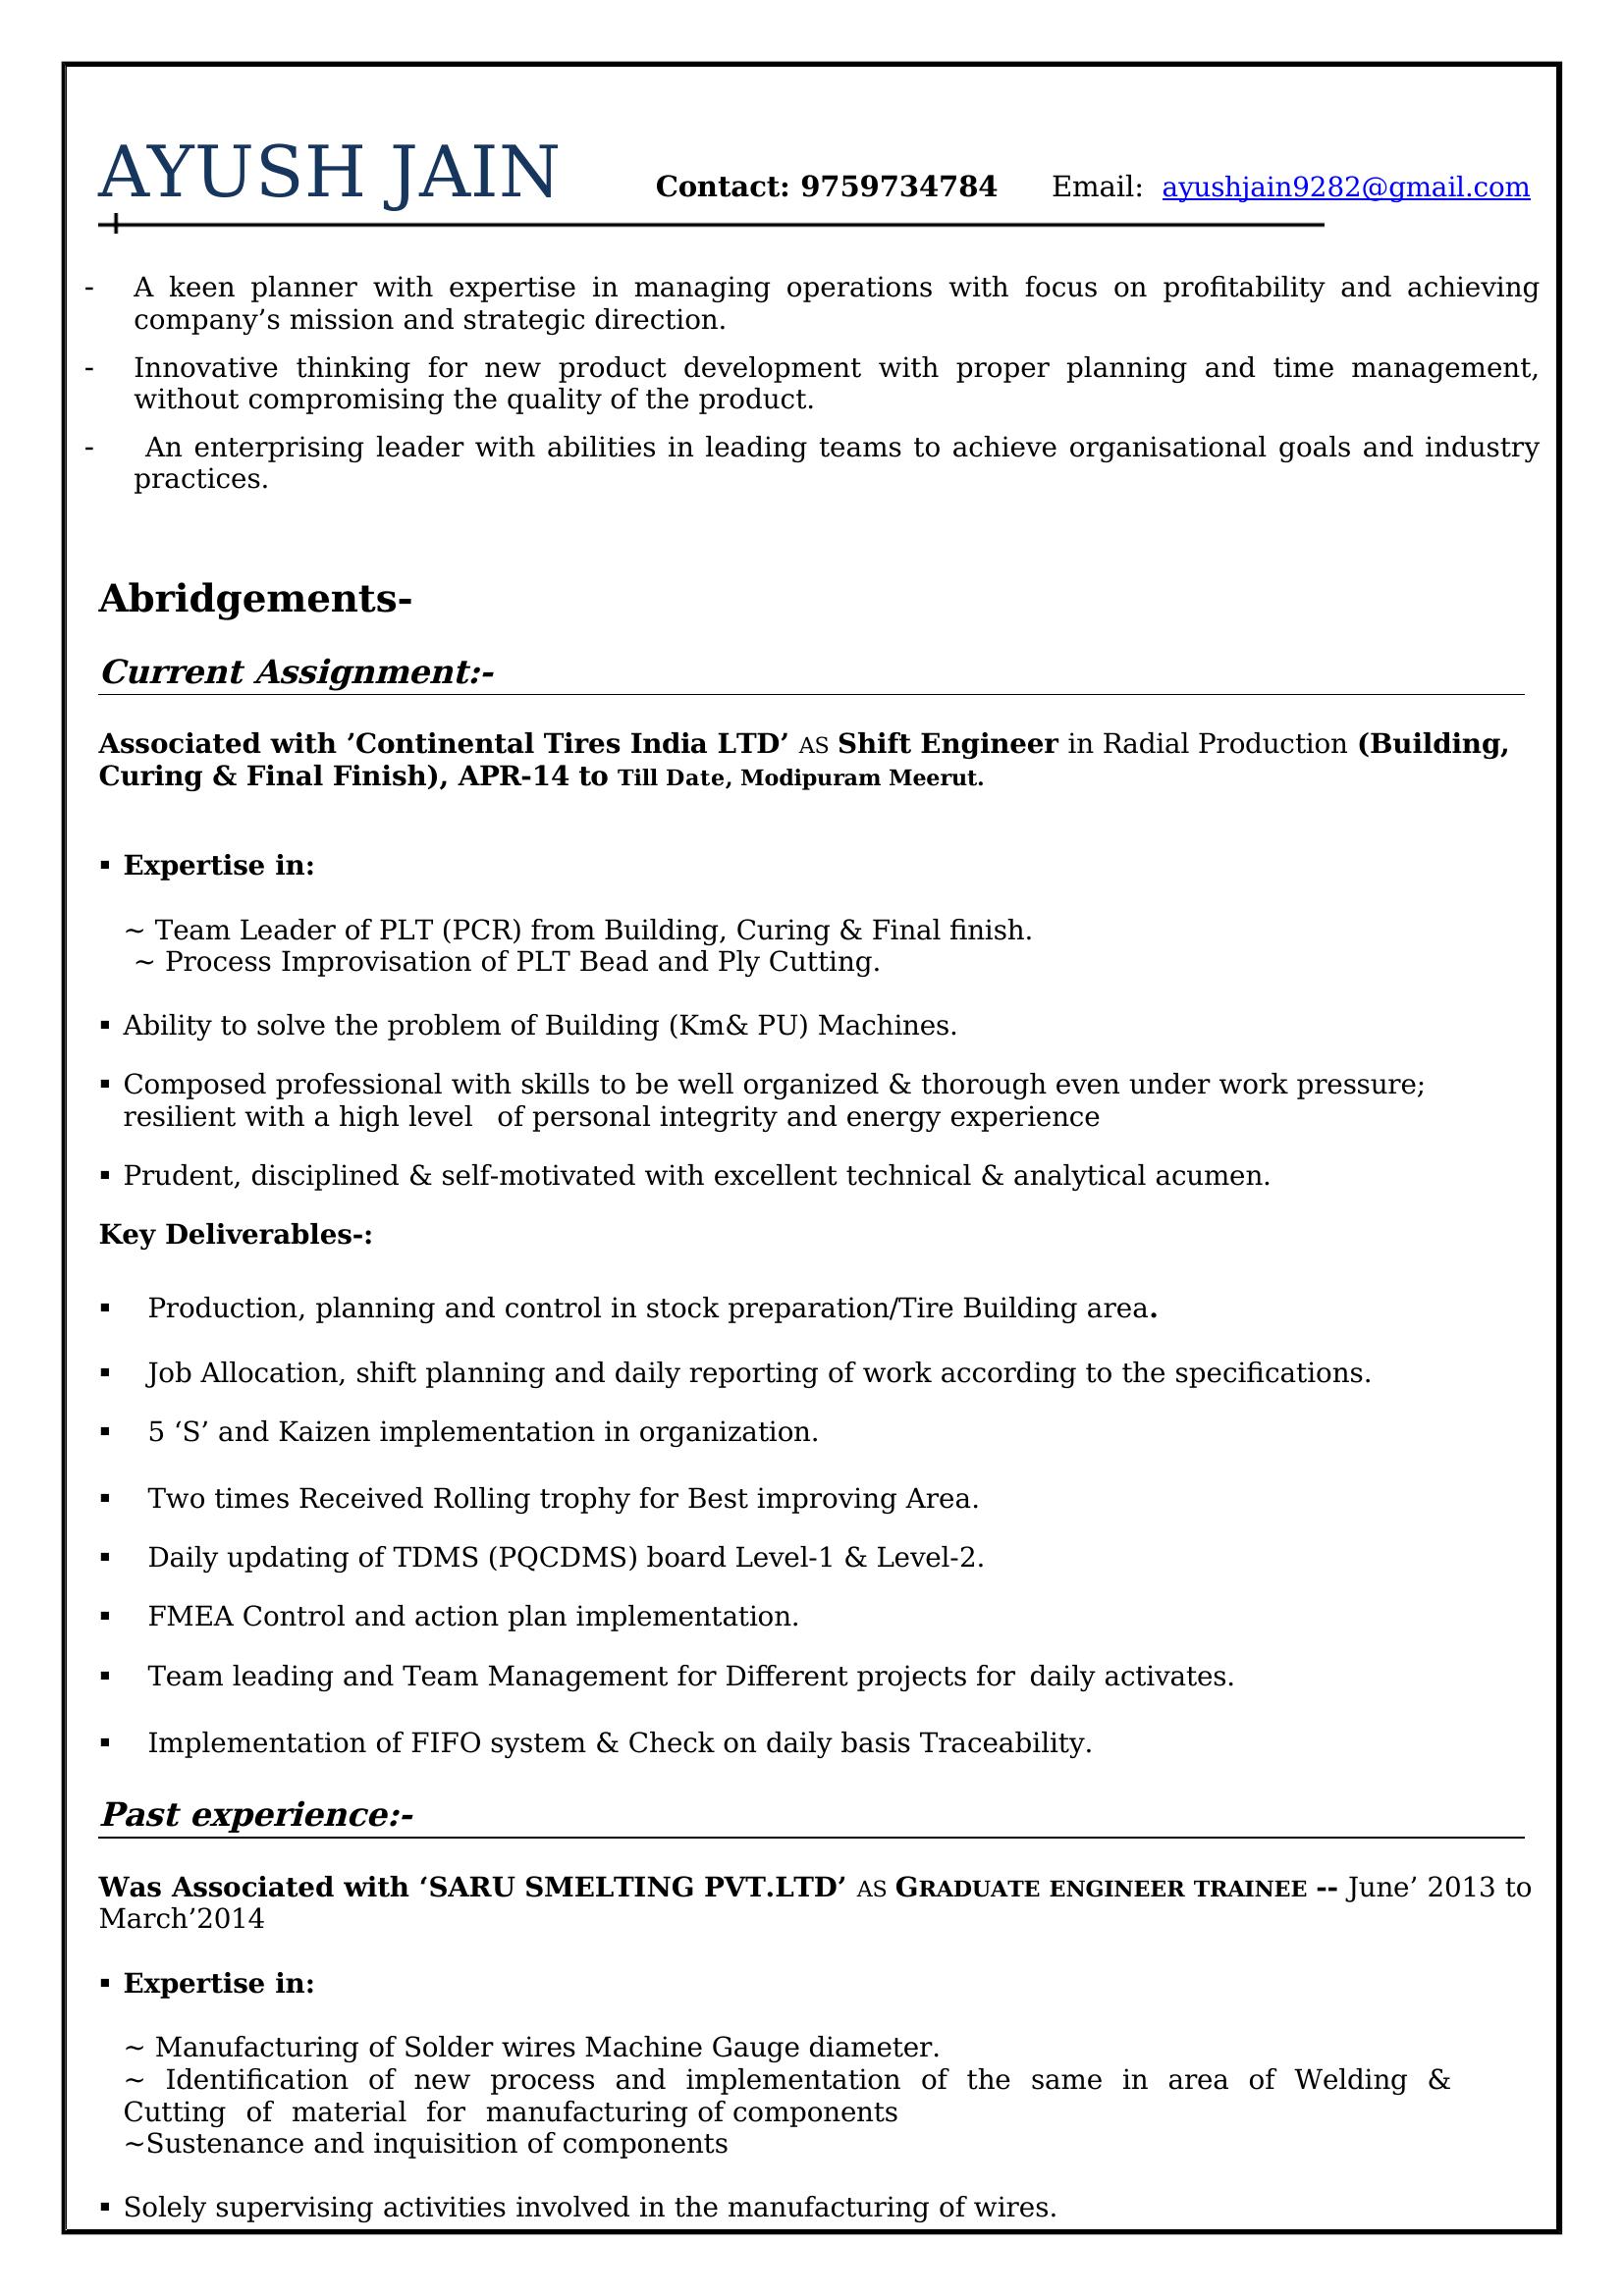 AYUSH JAIN Contact: 9759734784 Email: ayushjain9282@gmail.com
- A keen planner with expertise in managing operations with focus on profitability and achieving
company’s mission and strategic direction.
- Innovative thinking for new product development with proper planning and time management,
without compromising the quality of the product.
- An enterprising leader with abilities in leading teams to achieve organisational goals and industry
practices.
Abridgements-
Current Assignment:-
Associated with ’Continental Tires India LTD’ AS Shift Engineer in Radial Production (Building,
Curing & Final Finish), APR-14 to Till Date, Modipuram Meerut.
▪ Expertise in:
~ Team Leader of PLT (PCR) from Building, Curing & Final finish.
~ Process Improvisation of PLT Bead and Ply Cutting.
▪ Ability to solve the problem of Building (Km& PU) Machines.
▪ Composed professional with skills to be well organized & thorough even under work pressure;
resilient with a high level of personal integrity and energy experience
▪ Prudent, disciplined & self-motivated with excellent technical & analytical acumen.
Key Deliverables-:
▪ Production, planning and control in stock preparation/Tire Building area.
▪ Job Allocation, shift planning and daily reporting of work according to the specifications.
▪ 5 ‘S’ and Kaizen implementation in organization.
▪ Two times Received Rolling trophy for Best improving Area.
▪ Daily updating of TDMS (PQCDMS) board Level-1 & Level-2.
▪ FMEA Control and action plan implementation.
▪ Team leading and Team Management for Different projects for daily activates.
▪ Implementation of FIFO system & Check on daily basis Traceability.
Past experience:-
Was Associated with ‘SARU SMELTING PVT.LTD’ AS GRADUATE ENGINEER TRAINEE -- June’ 2013 to
March’2014
▪ Expertise in:
~ Manufacturing of Solder wires Machine Gauge diameter.
~ Identification of new process and implementation of the same in area of Welding &
Cutting of material for manufacturing of components
~Sustenance and inquisition of components
▪ Solely supervising activities involved in the manufacturing of wires.